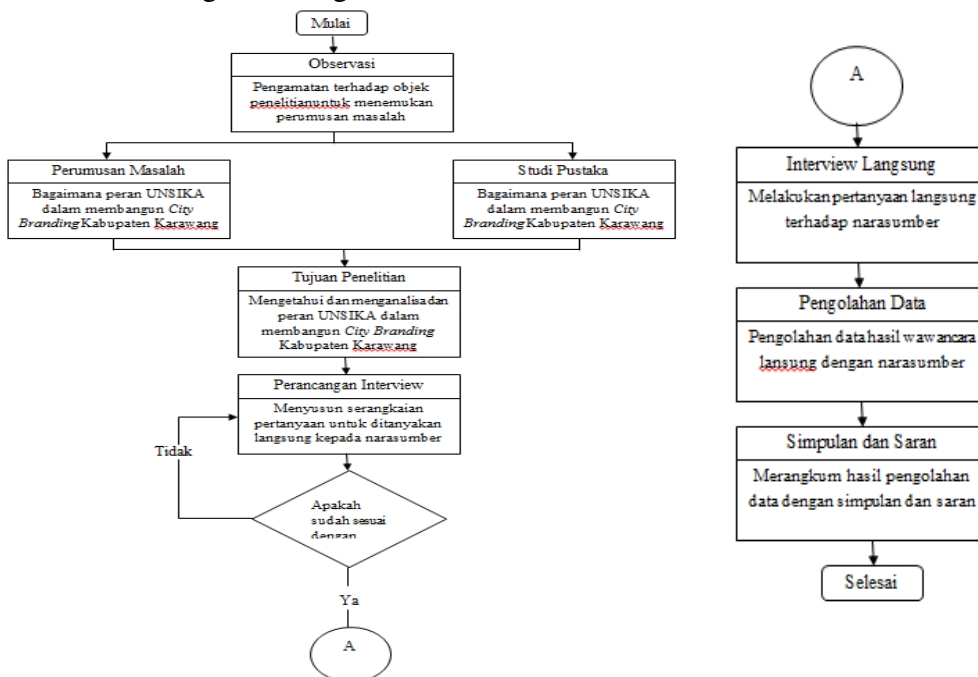 Mulai
Observasi
Pengamatan terhadap objek
penelitianuntuk menemukan
perumusan masalah
Perumusan Masalah
Bagaimana peran UNSIKA
dalam membangun City
Branding Kabupaten Karawang
Studi Pustaka
Bagaimana peran UNSIKA
dalam membangun City
Branding Kabupaten Karawang
Tujuan Penelitian
Mengetahui dan menganalisa dan
peran UNSIKA dalam
membangun City Branding
Kabupaten Karawang
Perancangan Interview
Menyusun serangkaian
pertanyaan untuk ditanyakan
langsung kepada narasumber
Tidak
Apakah
sudah sesuai
dengan
Ya
A
A
Interview Langsung
Melakukan pertanyaan langsung
terhadap narasumber
Pengolahan Data
Pengolahan data hasil wawancara
lansung dengan narasumber
Simpulan dan Saran
Merangkum hasil pengolahan
data dengan simpulan dan saran
Selesai